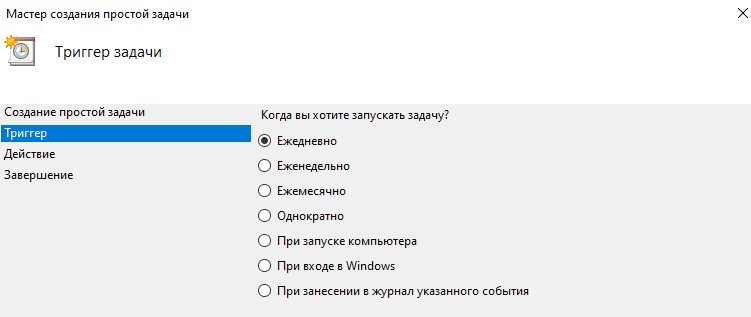 Мастер создания простой задачи
Триггер задачи
Создание простой задачи
Триггер
Действие
Завершение
Когда вы хотите запускать задачу?
Ежедневно
Еженедельно
Ежемесячно
Однократно
При запуске компьютера
При входе в Windows
При занесении в журнал указанного события